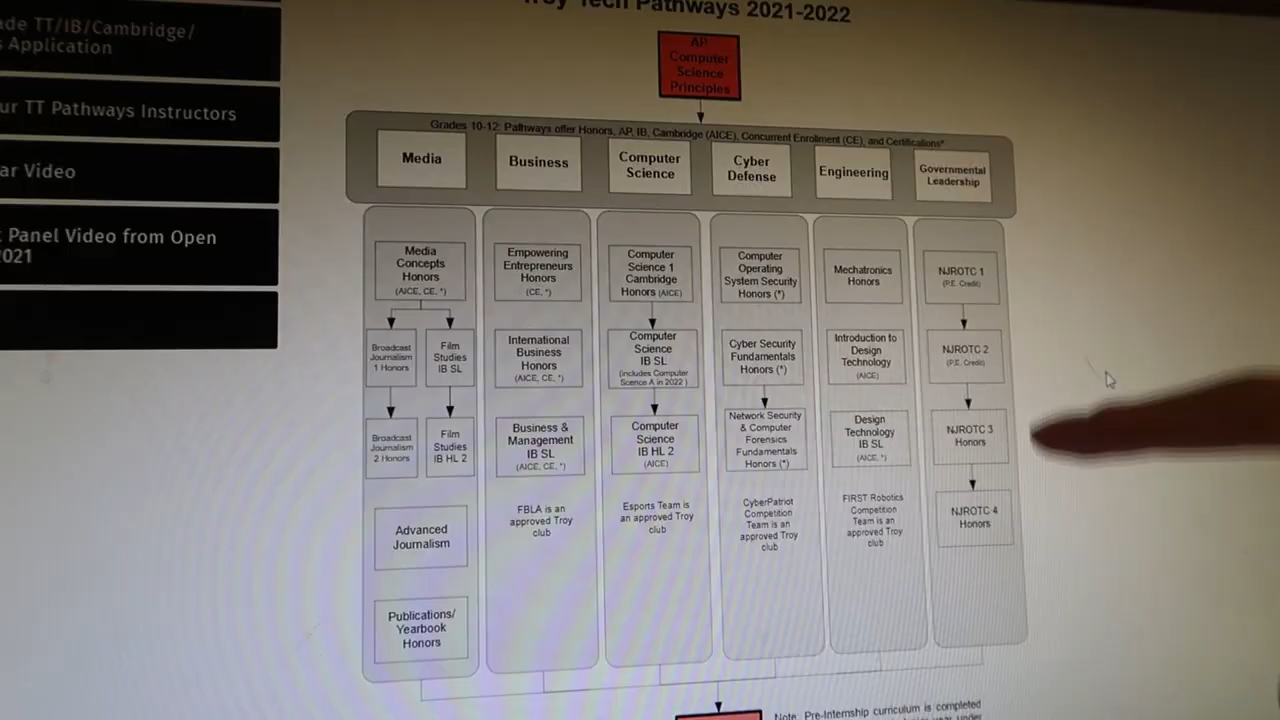 Troy Tech Pathways 2021-2022
ade TT/IB/Cambridge/
s Application
ur TT Pathways Instructors
ar Video
t Panel Video from Open
2021
AP
Computer
Science
Principles
Grades 10-12: Pathways offer Honors, AP, IB, Cambridge (AICE), Concurrent Enrollment (CE), and Certifications*
Media
Business
Computer
Science
Cyber
Defense
Engineering
Governmental
Leadership
Media
Concepts
Honors
(AICE, CE, *)
Broadcast
Journalism
1 Honors
Film
Studies
IB SL
Broadcast
Journalism
2 Honors
Film
Studies
IB HL 2
Advanced
Journalism
Publications/
Yearbook
Honors
Empowering
Entrepreneurs
Honors
(CE, *)
International
Business
Honors
(AICE, CE, *)
Business &
Management
IB SL
(AICE, CE, *)
FBLA is an
approved Troy
club
Computer
Science 1
Cambridge
Honors (AICE)
Computer
Science
IB SL
(includes Computer
Science A in 2022 )
Computer
Science
IB HL 2
(AICE)
Esports Team is
an approved Troy
club
Computer
Operating
System Security
Honors (*)
Cyber Security
Fundamentals
Honors (*)
Network Security
& Computer
Forensics
Fundamentals
Honors (*)
CyberPatriot
Competition
Team is an
approved Troy
club
Mechatronics
Honors
Introduction to
Design
Technology
(AICE)
Design
Technology
IB SL
(AICE, *)
FIRST Robotics
Competition
Team is an
approved Troy
club
NJROTC 1
(P.E. Credit)
NJROTC 2
(P.E. Credit)
NJROTC 3
Honors
NJROTC 4
Honors
Note: Pre-Internship curriculum is completed
year under